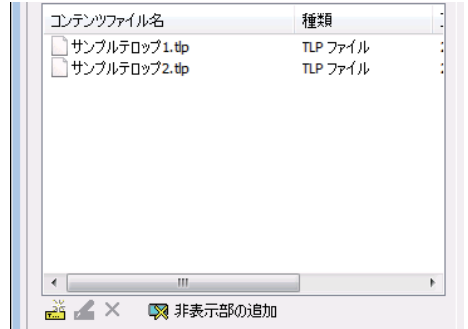 コンテンツファイル名 種類
サンプルテロップ1.tlp TLP ファイル
サンプルテロップ2.tlp TLP ファイル
非表示部の追加